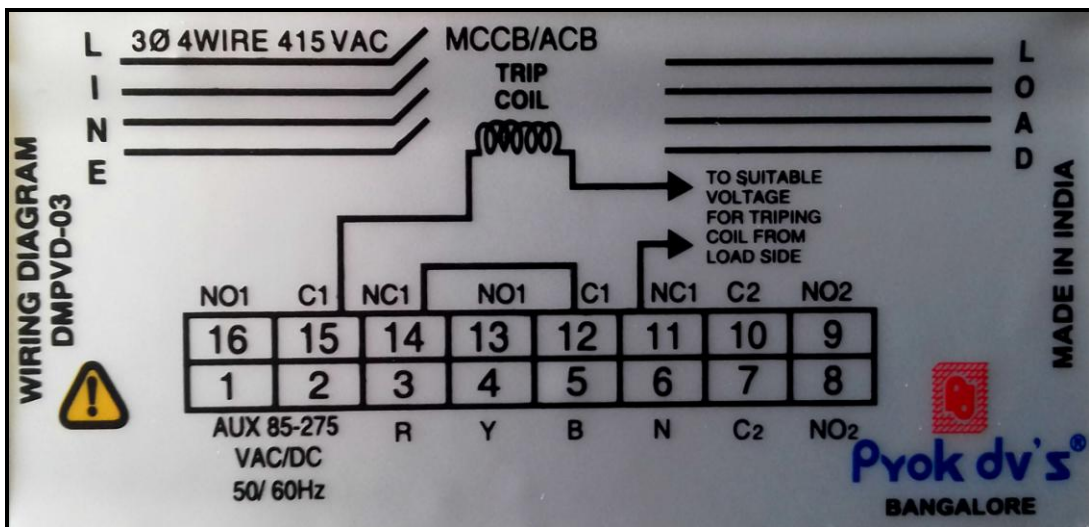 LINE
3Ø 4WIRE 415 VAC
MCCB/ACB
TRIP
COIL
LOAD
TO SUITABLE
VOLTAGE
FOR TRIPING
COIL FROM
LOAD SIDE
WIRING DIAGRAM
DMPVD-03
MADE IN INDIA
NO1 C1 NC1 NO1 C1 NC1 C2 NO2
16 15 14 13 12 11 10 9
1 2 3 4 5 6 7 8
AUX 85-275 R Y B N C2 NO2
VAC/DC
50/ 60Hz
Pyok dv's®
BANGALORE